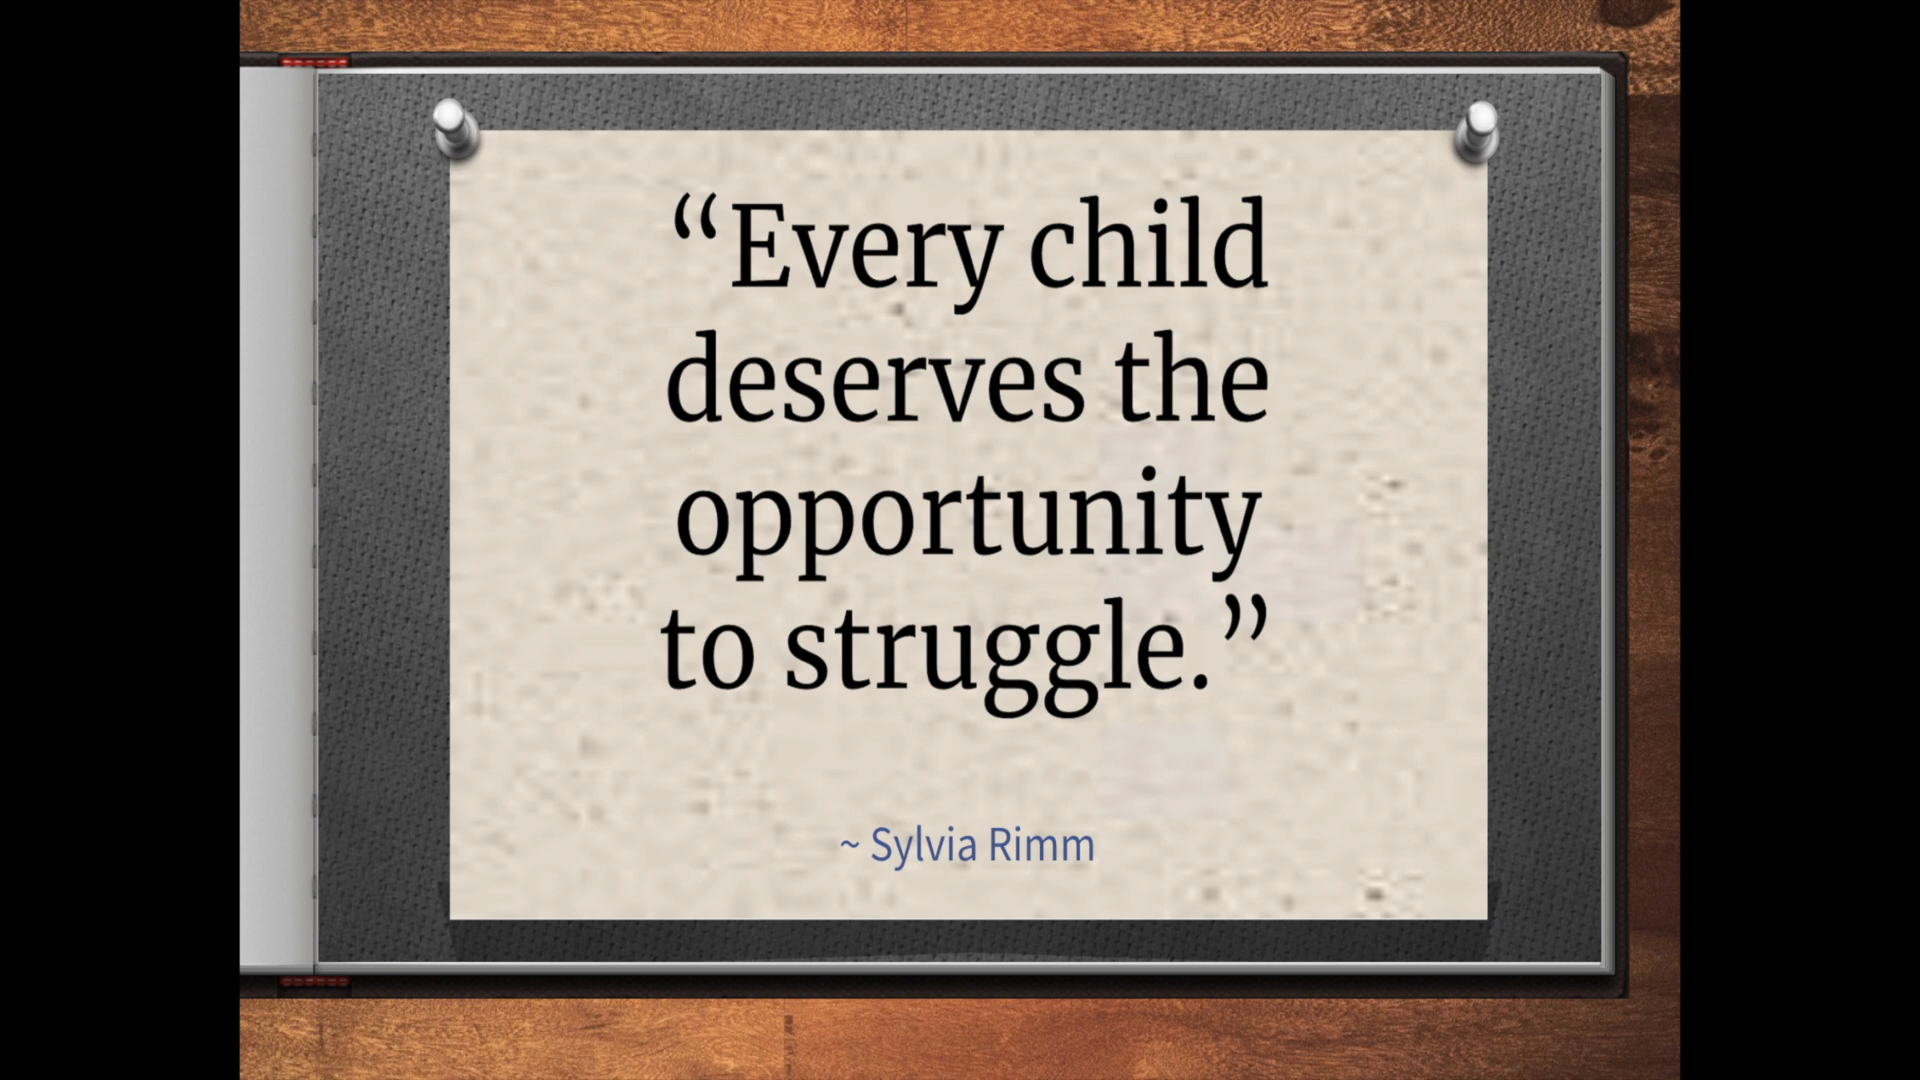 “Every child
deserves the
opportunity
to struggle.”
~ Sylvia Rimm